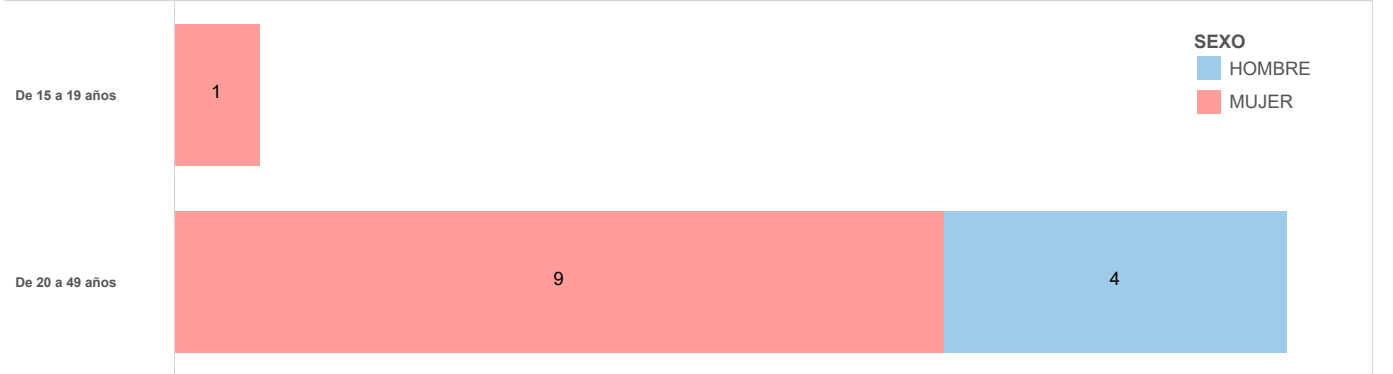 SEXO
HOMBRE
MUJER
De 15 a 19 años
1
De 20 a 49 años
9
4